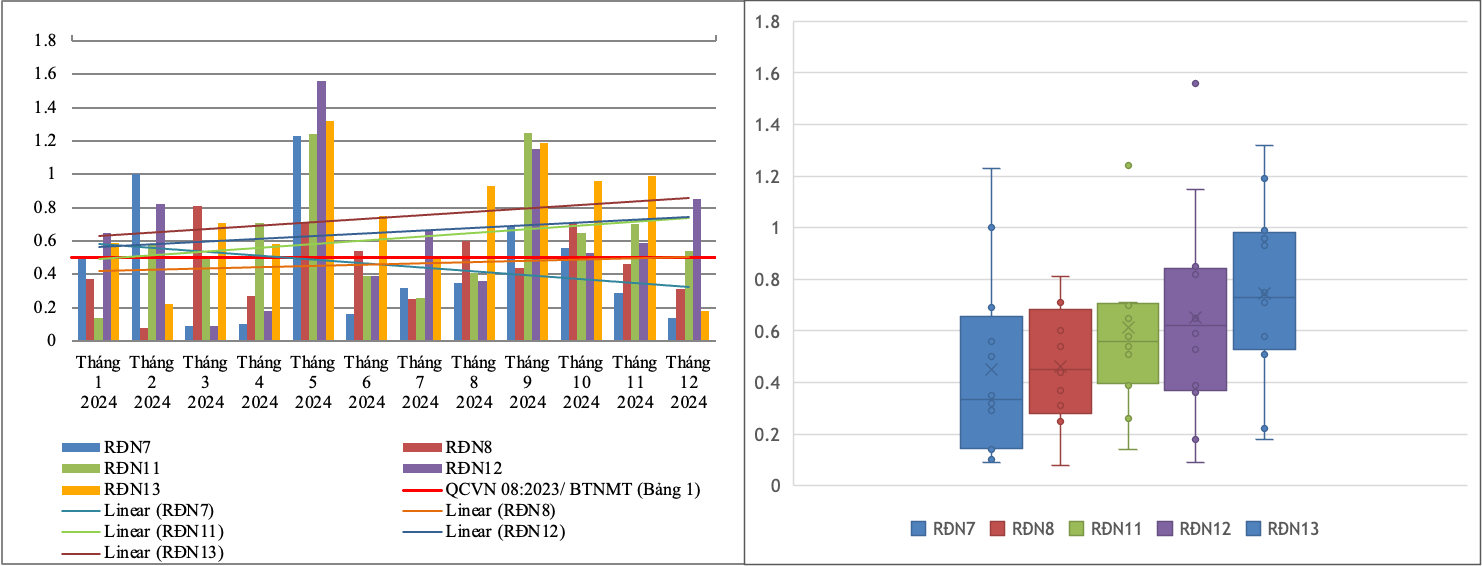 1.8
1.6
1.4
1.2
1
0.8
0.6
0.4
0.2
0
Tháng Tháng Tháng Tháng Tháng Tháng Tháng Tháng Tháng Tháng Tháng Tháng
1 2 3 4 5 6 7 8 9 10 11 12
2024 2024 2024 2024 2024 2024 2024 2024 2024 2024 2024 2024
RĐN7 RĐN8
RĐN11 RĐN12
RĐN13 QCVN 08:2023/ BTNMT (Bảng 1)
Linear (RĐN7) Linear (RĐN8)
Linear (RĐN11) Linear (RĐN12)
Linear (RĐN13)
1.8
1.6
1.4
1.2
1
0.8
0.6
0.4
0.2
0
RĐN7 RĐN8 RĐN11 RĐN12 RĐN13